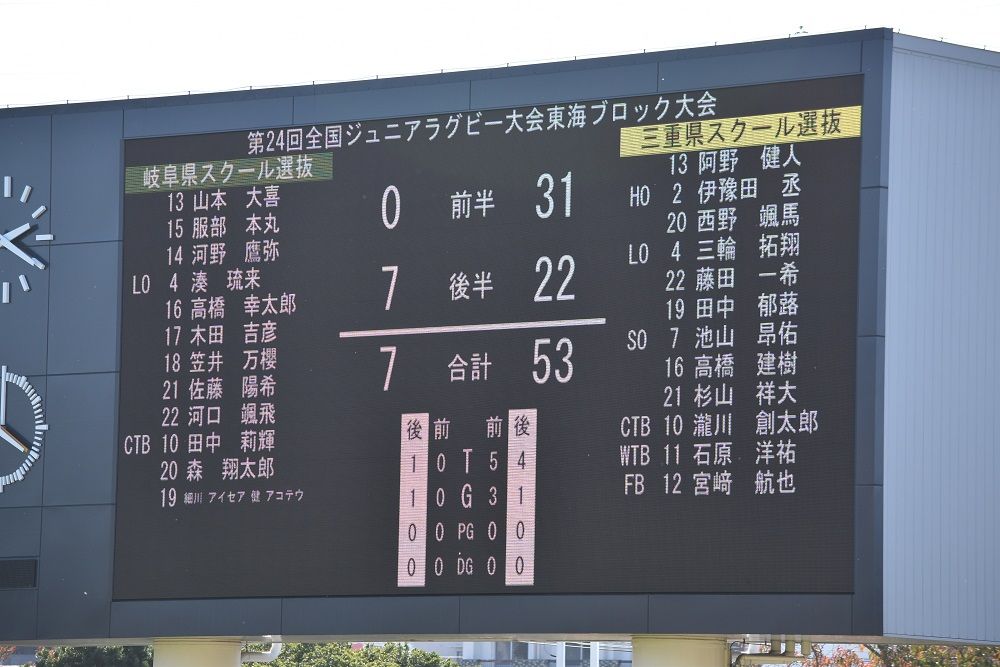 第24回全国ジュニアラグビー大会東海ブロック大会
岐阜県スクール選抜
13 山本 大喜
15 服部 本丸
14 河野 鷹弥
LO 4 湊 琉来
16 高橋 幸太郎
17 木田 吉彦
18 笠井 万櫻
21 佐藤 陽希
22 河口 颯飛
CTB 10 田中 莉輝
20 森 翔太郎
19 細川 アイセア 健 アコテウ
0 前半 31
7 後半 22
7 合計 53
後 前 前 後
1 0 T 5 4
1 0 G 3 1
0 0 PG 0 0
0 0 DG 0 0
三重県スクール選抜
13 阿野 健人
HO 2 伊豫田 丞
20 西野 颯馬
LO 4 三輪 拓翔
22 藤田 一希
19 田中 郁蕗
SO 7 池山 昂佑
16 高橋 建樹
21 杉山 祥大
CTB 10 瀧川 創太郎
WTB 11 石原 洋祐
FB 12 宮﨑 航也